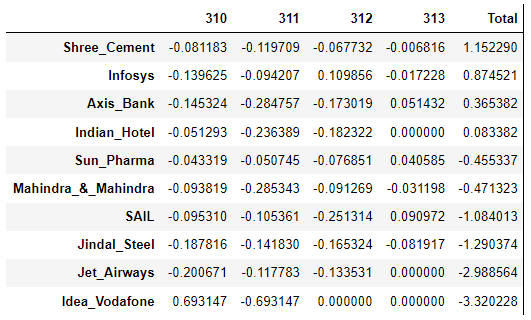 310 311 312 313 Total
Shree_Cement -0.081183 -0.119709 -0.067732 -0.006816 1.152290
Infosys -0.139625 -0.094207 0.109856 -0.017228 0.874521
Axis_Bank -0.145324 -0.284757 -0.173019 0.051432 0.365382
Indian_Hotel -0.051293 -0.236389 -0.182322 0.000000 0.083382
Sun_Pharma -0.043319 -0.050745 -0.076851 0.040585 -0.455337
Mahindra_&_Mahindra -0.093819 -0.285343 -0.091269 -0.031198 -0.471323
SAIL -0.095310 -0.105361 -0.251314 0.090972 -1.084013
Jindal_Steel -0.187816 -0.141830 -0.165324 -0.081917 -1.290374
Jet_Airways -0.200671 -0.117783 -0.133531 0.000000 -2.988564
Idea_Vodafone 0.693147 -0.693147 0.000000 0.000000 -3.320228